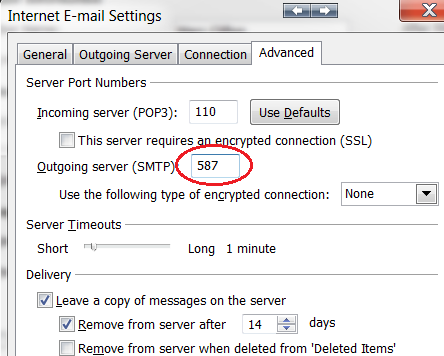 Internet E-mail Settings
General Outgoing Server Connection Advanced
Server Port Numbers
Incoming server (POP3): 110 Use Defaults
This server requires an encrypted connection (SSL)
Outgoing server (SMTP): 587
Use the following type of encrypted connection: None
Server Timeouts
Short Long 1 minute
Delivery
Leave a copy of messages on the server
Remove from server after 14 days
Remove from server when deleted from 'Deleted Items'